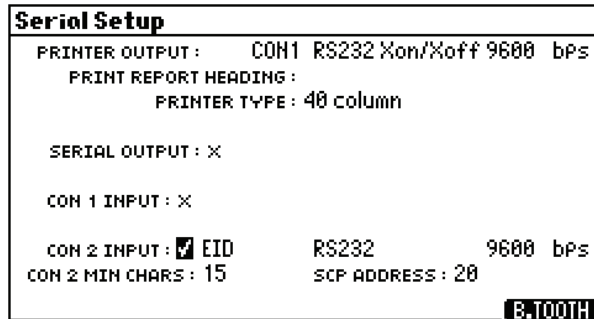 Serial Setup
PRINTER OUTPUT : CON1 RS232 Xon/Xoff 9600 bps
PRINT REPORT HEADING :
PRINTER TYPE : 40 column
SERIAL OUTPUT : ×
CON 1 INPUT : ×
CON 2 INPUT : ✓ EID RS232 9600 bps
CON 2 MIN CHARS : 15 SCP ADDRESS : 20
B.TOOTH